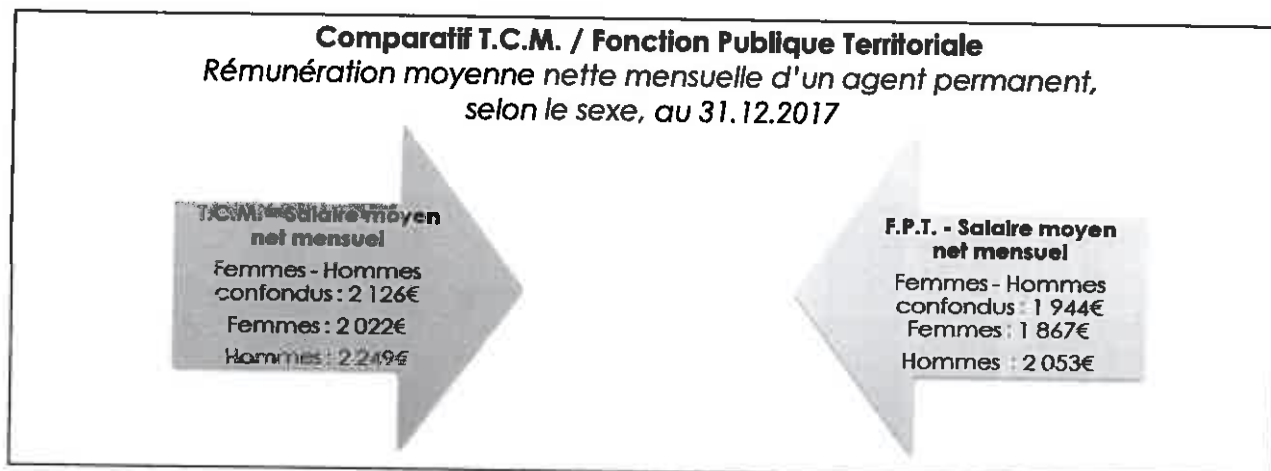 Comparatif T.C.M. / Fonction Publique Territoriale
Rémunération moyenne nette mensuelle d'un agent permanent,
selon le sexe, au 31.12.2017
T.C.M. - Salaire moyen
net mensuel
Femmes - Hommes
confondus : 2 126€
Femmes : 2 022€
Hommes : 2 249€
F.P.T. - Salaire moyen
net mensuel
Femmes - Hommes
confondus : 1 944€
Femmes : 1 867€
Hommes : 2 053€